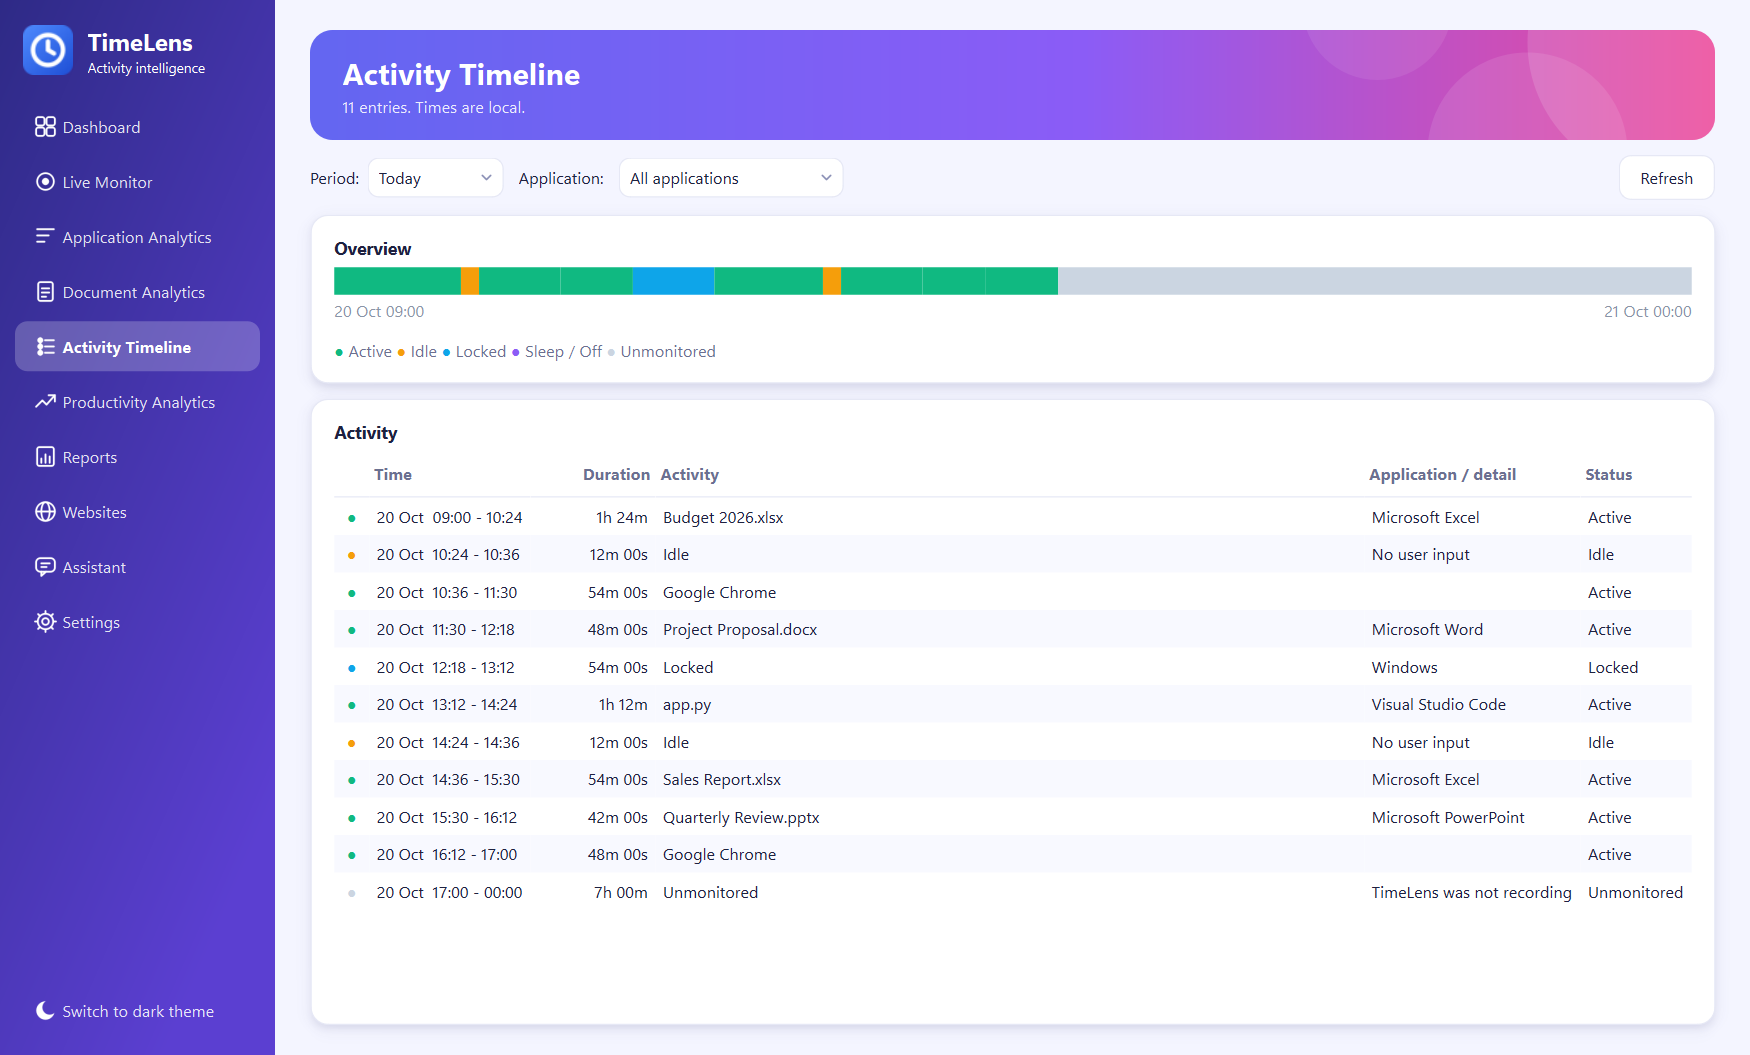 TimeLens
Activity intelligence
Dashboard
Live Monitor
Application Analytics
Document Analytics
Activity Timeline
Productivity Analytics
Reports
Websites
Assistant
Settings
Switch to dark theme
Activity Timeline
11 entries. Times are local.
Period: Today Application: All applications Refresh
Overview
20 Oct 09:00 21 Oct 00:00
Active Idle Locked Sleep / Off Unmonitored
Activity
Time Duration Activity Application / detail Status
20 Oct 09:00 - 10:24 1h 24m Budget 2026.xlsx Microsoft Excel Active
20 Oct 10:24 - 10:36 12m 00s Idle No user input Idle
20 Oct 10:36 - 11:30 54m 00s Google Chrome Active
20 Oct 11:30 - 12:18 48m 00s Project Proposal.docx Microsoft Word Active
20 Oct 12:18 - 13:12 54m 00s Locked Windows Locked
20 Oct 13:12 - 14:24 1h 12m app.py Visual Studio Code Active
20 Oct 14:24 - 14:36 12m 00s Idle No user input Idle
20 Oct 14:36 - 15:30 54m 00s Sales Report.xlsx Microsoft Excel Active
20 Oct 15:30 - 16:12 42m 00s Quarterly Review.pptx Microsoft PowerPoint Active
20 Oct 16:12 - 17:00 48m 00s Google Chrome Active
20 Oct 17:00 - 00:00 7h 00m Unmonitored TimeLens was not recording Unmonitored